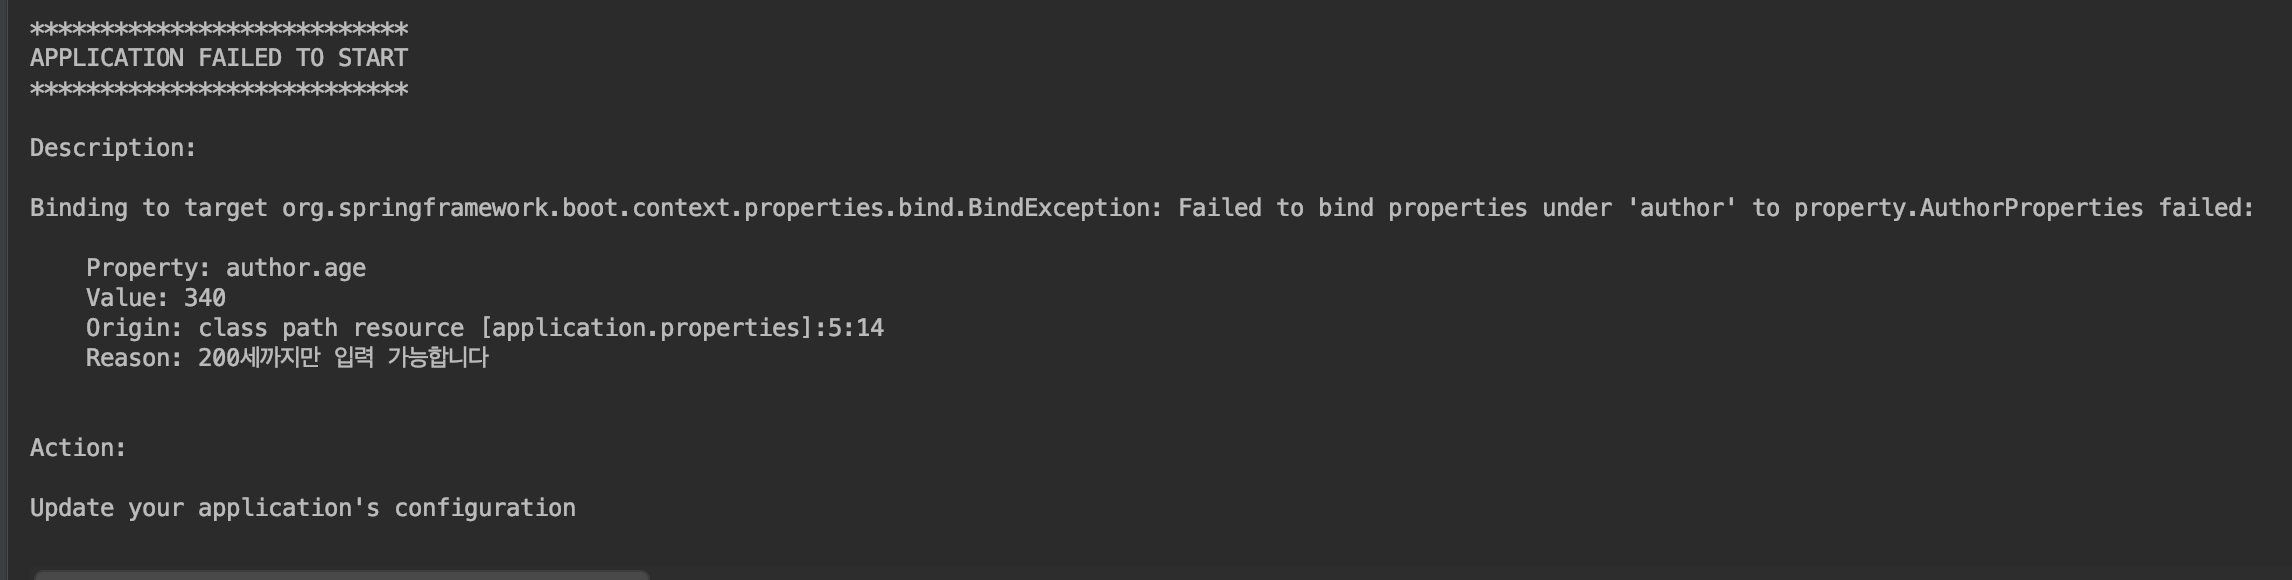 ***************************
APPLICATION FAILED TO START
***************************
Description:
Binding to target org.springframework.boot.context.properties.bind.BindException: Failed to bind properties under 'author' to property.AuthorProperties failed:
Property: author.age
Value: 340
Origin: class path resource [application.properties]:5:14
Reason: 200세까지만 입력 가능합니다
Action:
Update your application's configuration